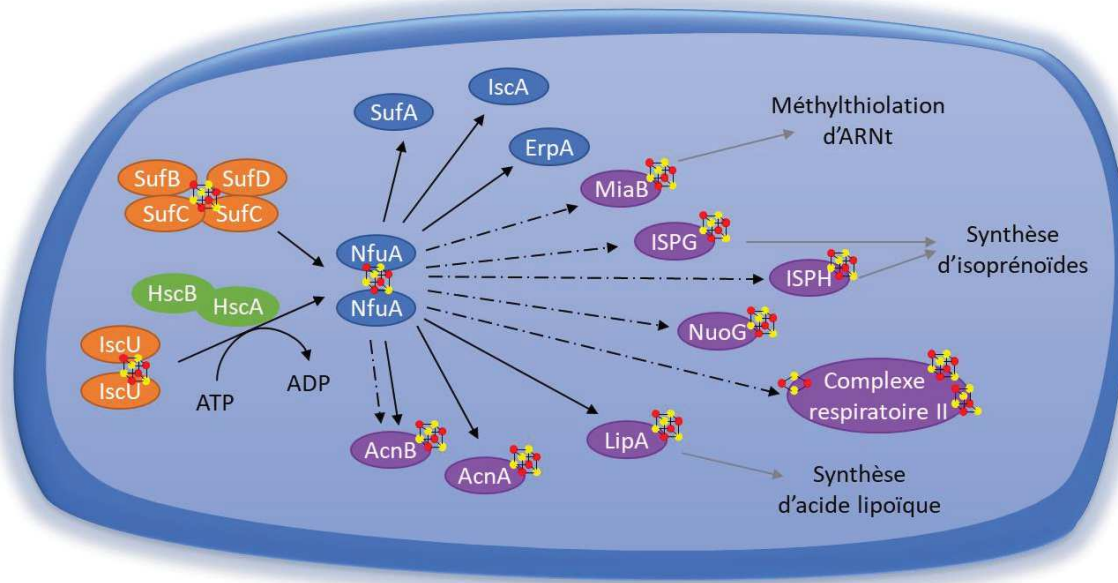 IscA
SufA
ErpA
Méthylthiolation
d'ARNt
SufB
SufD
SufC
SufC
MiaB
NfuA
ISPG
Synthèse
d'isoprénoïdes
ISPH
HscB
HscA
NfuA
NuoG
IscU
IscU
ATP
ADP
Complexe
respiratoire II
AcnB
AcnA
LipA
Synthèse
d'acide lipoïque